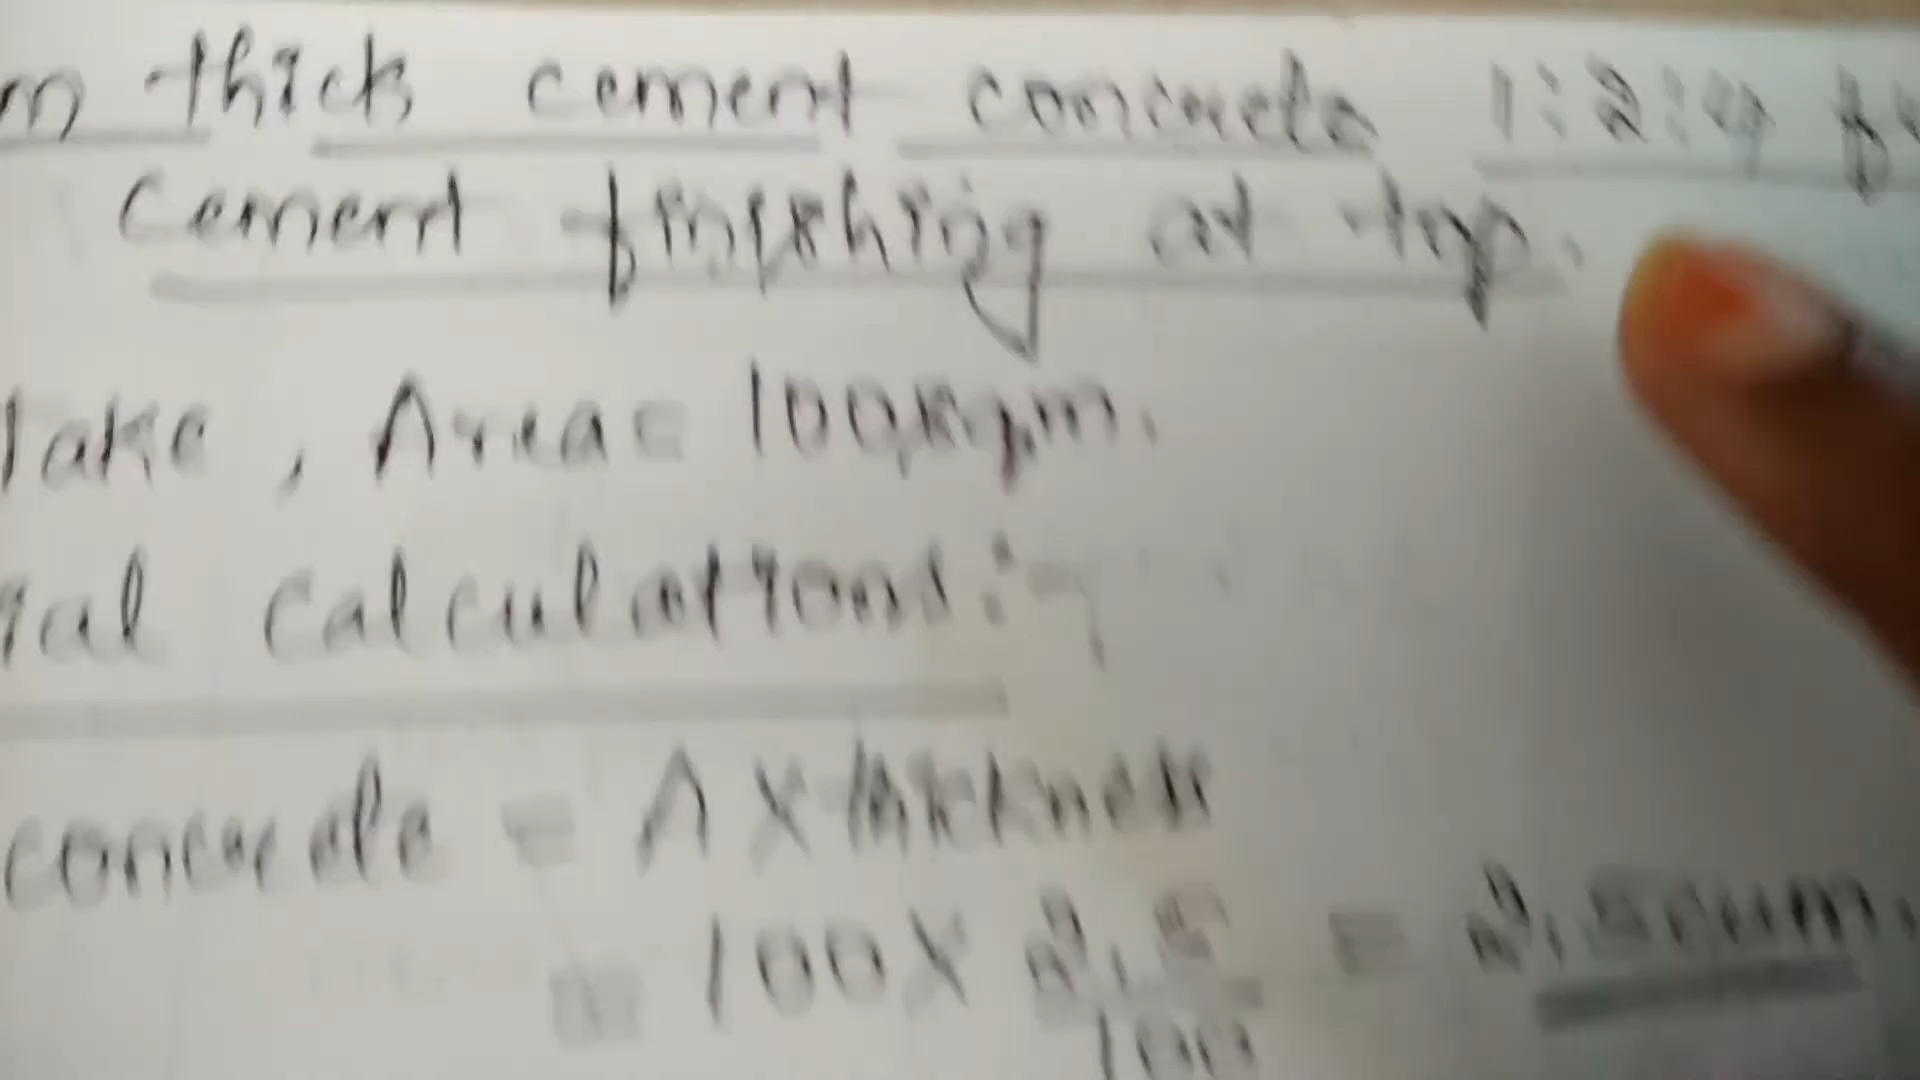 m thick cement concrete 1:2:4
cement finishing at top.
take, Area = 100sqm.
calculations:-
concrete = A X thickness
= 100 X 2.5/100 = 2.5cum.